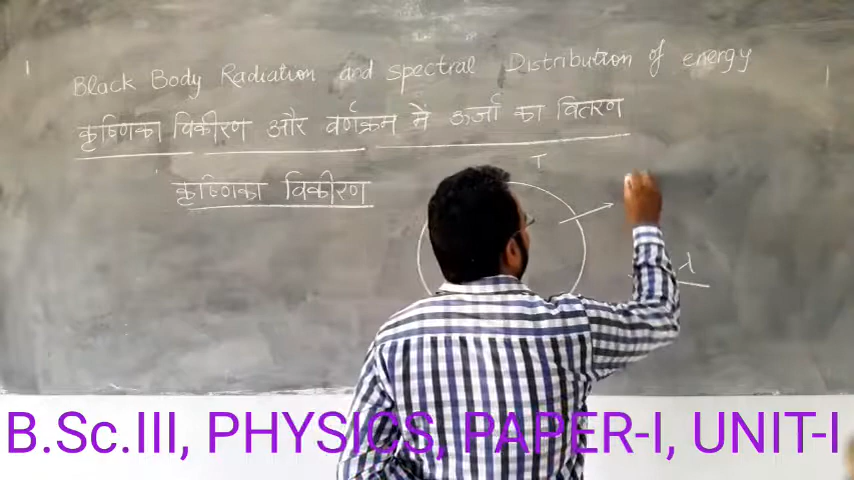 Black Body Radiation and spectral Distribution of energy
कृष्णिका विकीरण और वर्णक्रम में ऊर्जा का वितरण
कृष्णिका विकीरण
T
λ
B.Sc.III, PHYSICS, PAPER-I, UNIT-I